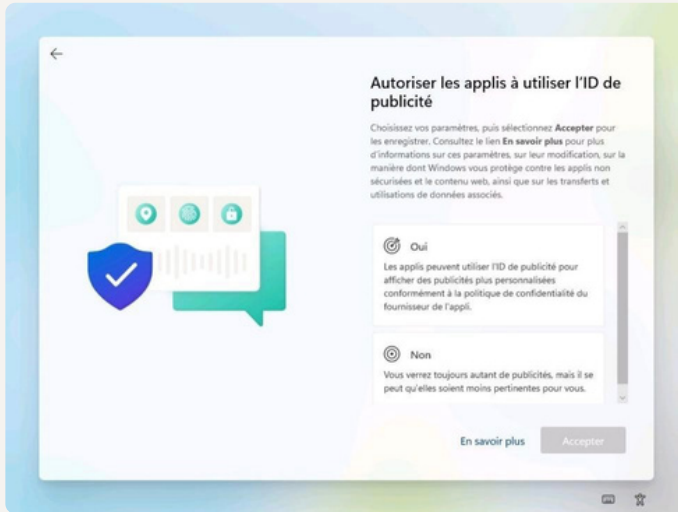 Autoriser les applis à utiliser l'ID de
publicité
Choisissez vos paramètres, puis sélectionnez Accepter pour
les enregistrer. Consultez le lien En savoir plus pour plus
d'informations sur ces paramètres, sur leur modification, sur la
manière dont Windows vous protège contre les applis non
sécurisées et le contenu web, ainsi que sur les transferts et
utilisations de données associés.
Oui
Les applis peuvent utiliser l'ID de publicité pour
afficher des publicités plus personnalisées
conformément à la politique de confidentialité du
fournisseur de l'appli.
Non
Vous verrez toujours autant de publicités, mais il se
peut qu'elles soient moins pertinentes pour vous.
En savoir plus
Accepter